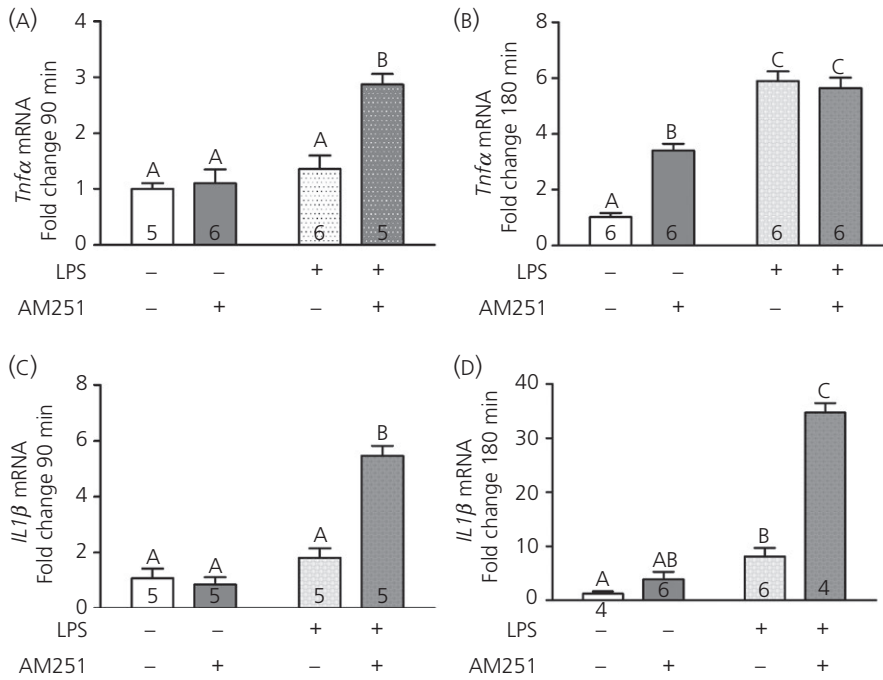 (A)
Tnfα mRNA
Fold change 90 min
4
3
2
1
0
A
A
A
B
5
6
6
5
LPS – – + +
AM251 – + – +
(B)
Tnfα mRNA
Fold change 180 min
8
6
4
2
0
A
B
C
C
6
6
6
6
LPS – – + +
AM251 – + – +
(C)
IL1β mRNA
Fold change 90 min
8
6
4
2
0
A
A
A
B
5
5
5
5
LPS – – + +
AM251 – + – +
(D)
IL1β mRNA
Fold change 180 min
40
30
20
10
0
A
AB
B
C
4
6
6
4
LPS – – + +
AM251 – + – +